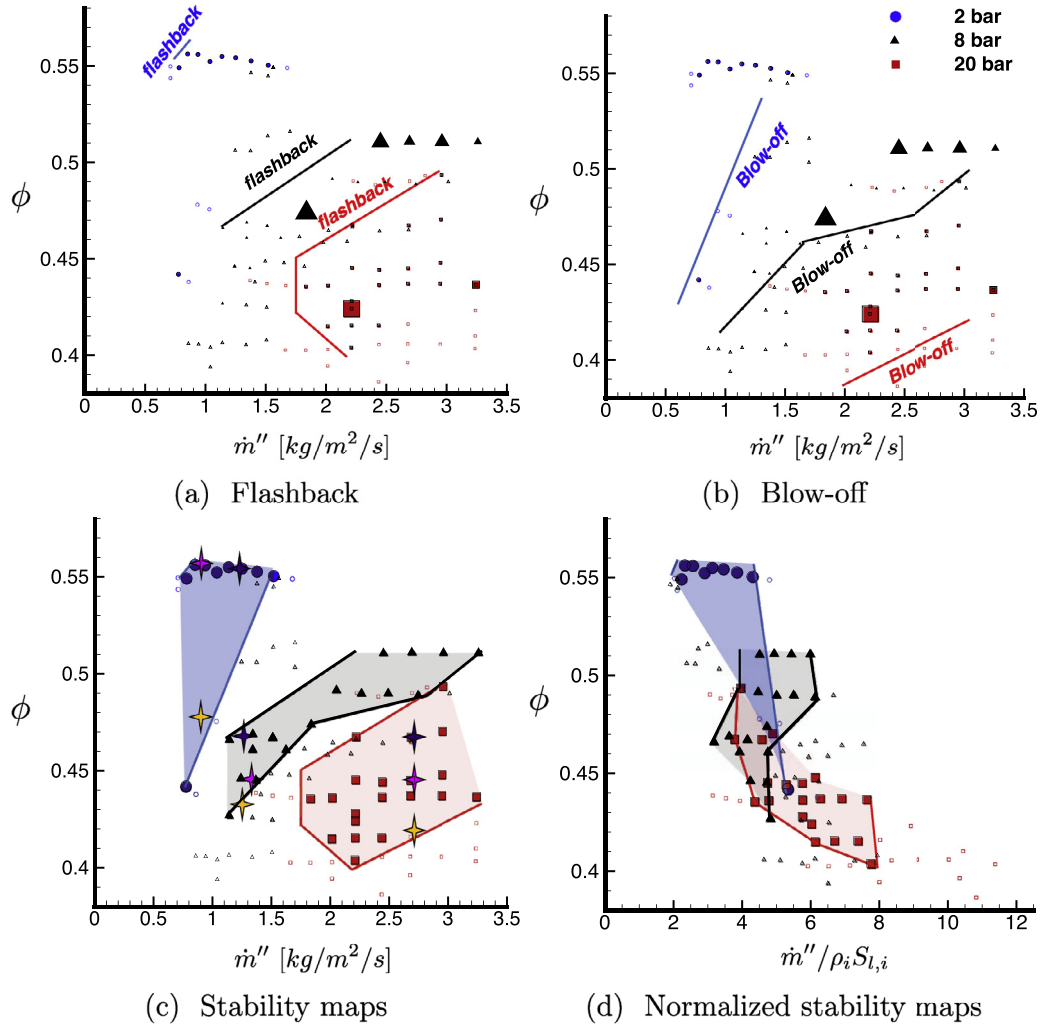 flashback
flashback
flashback
0.55
0.5
0.45
0.4
ϕ
0 0.5 1 1.5 2 2.5 3 3.5
ṁ″ [kg/m²/s]
(a) Flashback
2 bar
8 bar
20 bar
Blow-off
Blow-off
Blow-off
0.55
0.5
0.45
0.4
ϕ
0 0.5 1 1.5 2 2.5 3 3.5
ṁ″ [kg/m²/s]
(b) Blow-off
0.55
0.5
0.45
0.4
ϕ
0 0.5 1 1.5 2 2.5 3 3.5
ṁ″ [kg/m²/s]
(c) Stability maps
0.55
0.5
0.45
0.4
ϕ
0 2 4 6 8 10 12
ṁ″/ρᵢSₗ,ᵢ
(d) Normalized stability maps